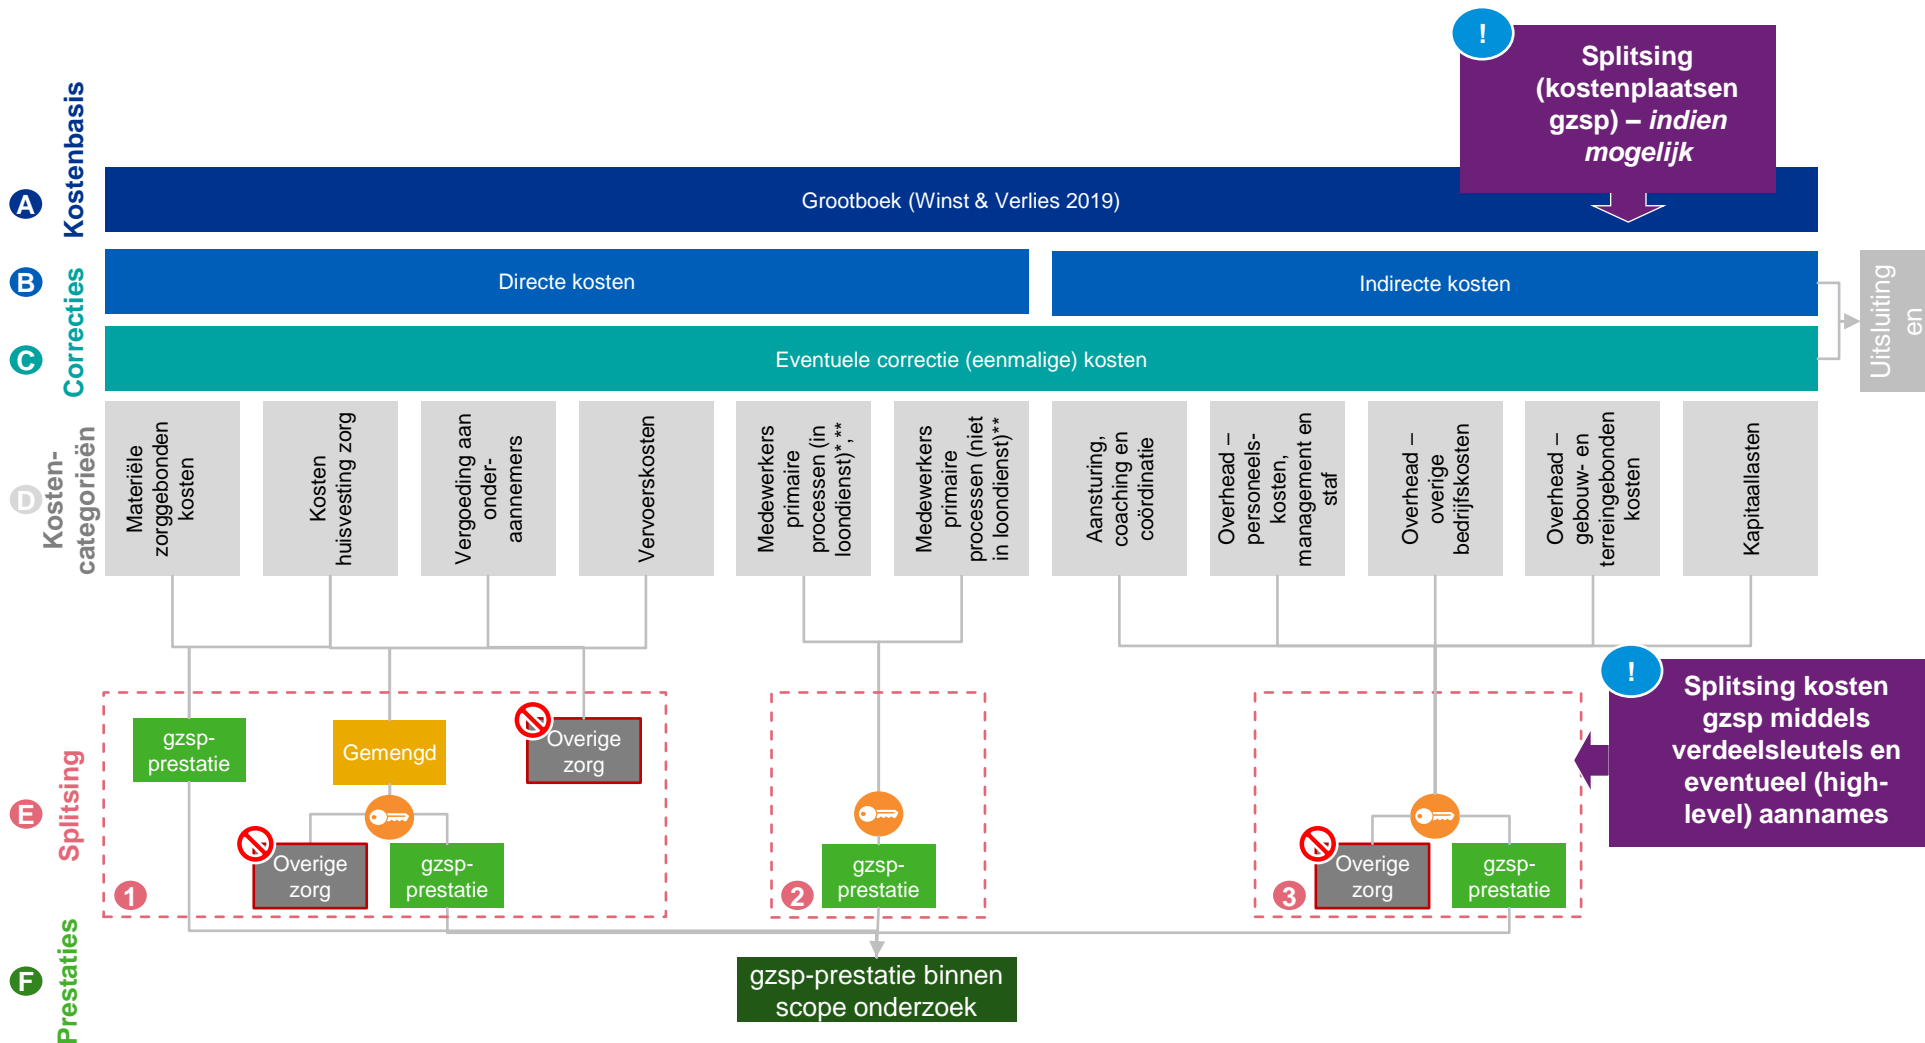 !
Splitsing
(kostenplaatsen
gzsp) – indien
mogelijk
A
Kostenbasis
Grootboek (Winst & Verlies 2019)
B
Correcties
Directe kosten
Indirecte kosten
Uitsluiting
en
C
Eventuele correctie (eenmalige) kosten
D
Kosten-
categorieën
Materiële
zorggebonden
kosten
Kosten
huisvesting zorg
Vergoeding aan
onder-
aannemers
Vervoerskosten
Medewerkers
primaire
processen (in
loondienst)*,**
Medewerkers
primaire
processen (niet
in loondienst)**
Aansturing,
coaching en
coördinatie
Overhead –
personeels-
kosten,
management en
staf
Overhead –
overige
bedrijfskosten
Overhead –
gebouw- en
terreingebonden
kosten
Kapitaallasten
E
Splitsing
gzsp-
prestatie
Gemengd
Overige
zorg
Overige
zorg
gzsp-
prestatie
1
gzsp-
prestatie
2
Overige
zorg
gzsp-
prestatie
3
!
Splitsing kosten
gzsp middels
verdeelsleutels en
eventueel (high-
level) aannames
F
Prestaties
gzsp-prestatie binnen
scope onderzoek